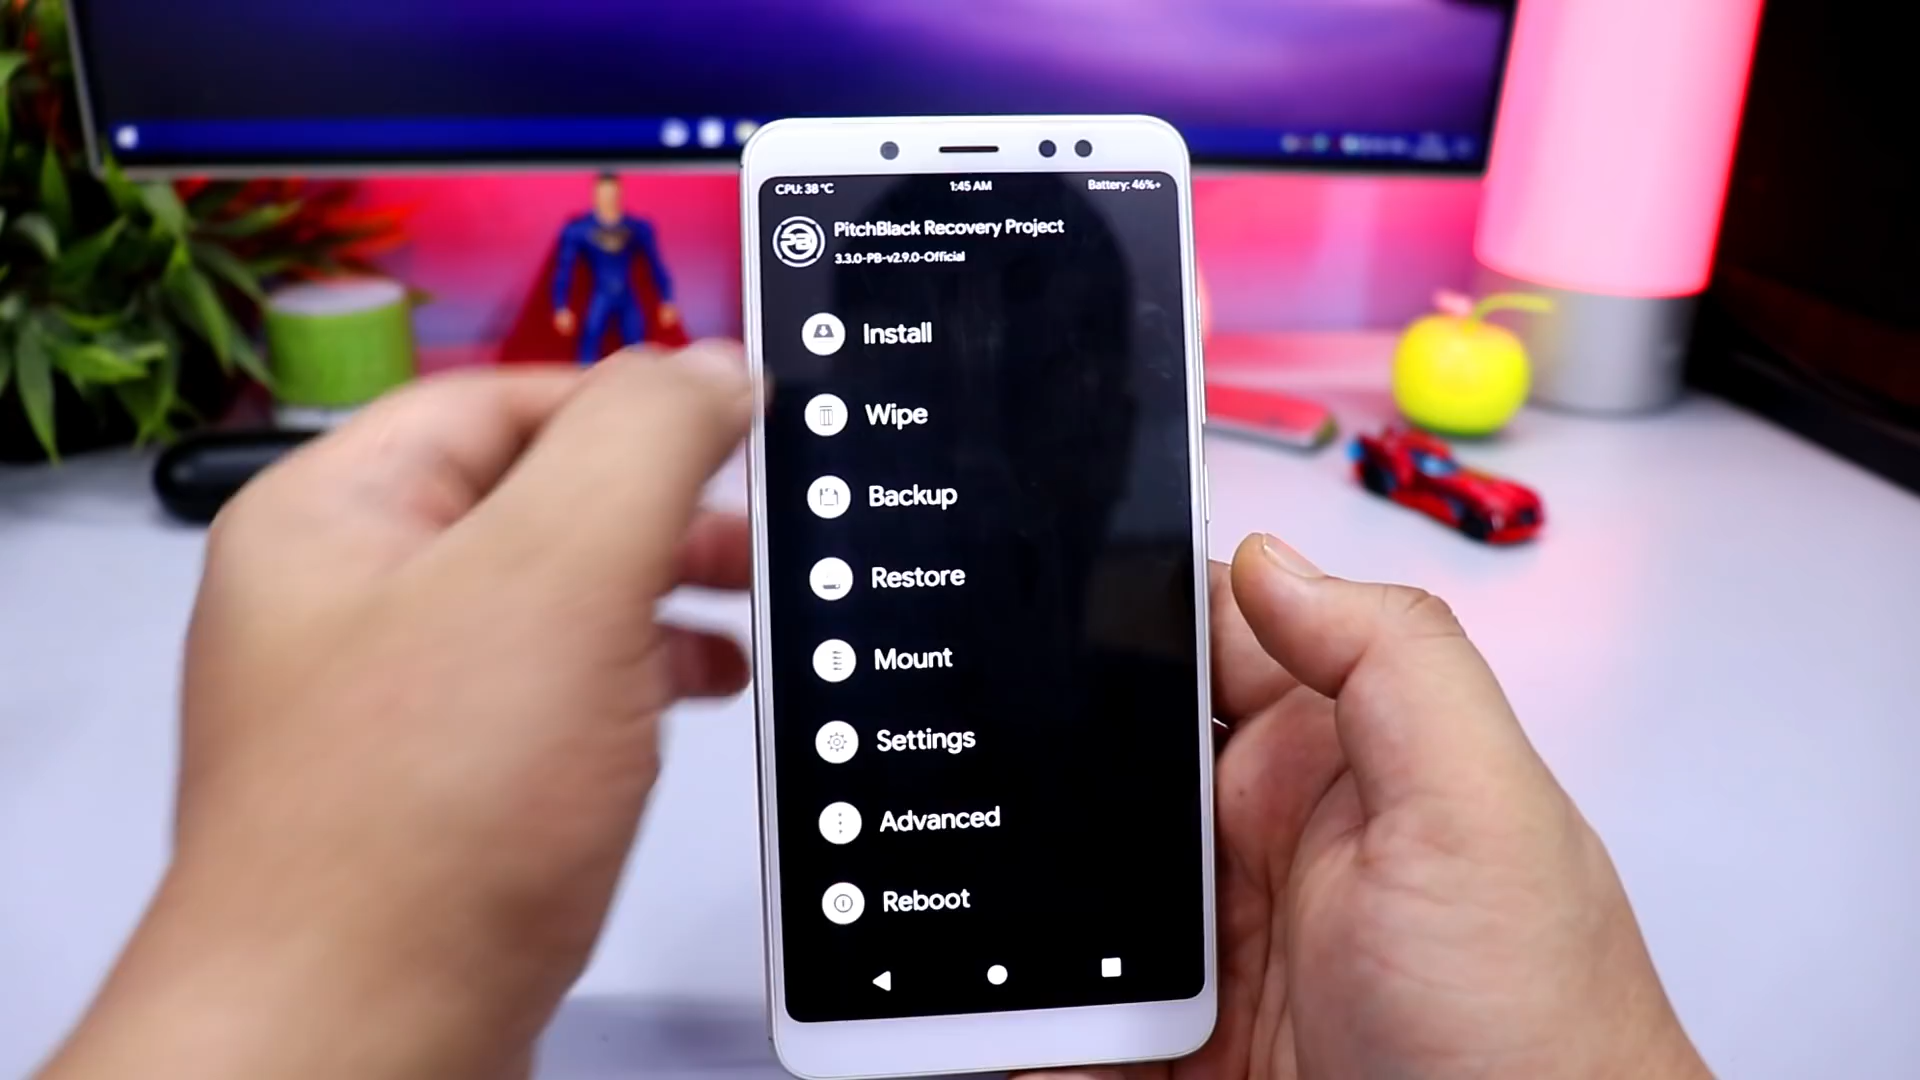 CPU: 38 °C
1:45 AM
Battery: 46%+
PB
PitchBlack Recovery Project
3.3.0-PB-v2.9.0-Official
Install
Wipe
Backup
Restore
Mount
Settings
Advanced
Reboot